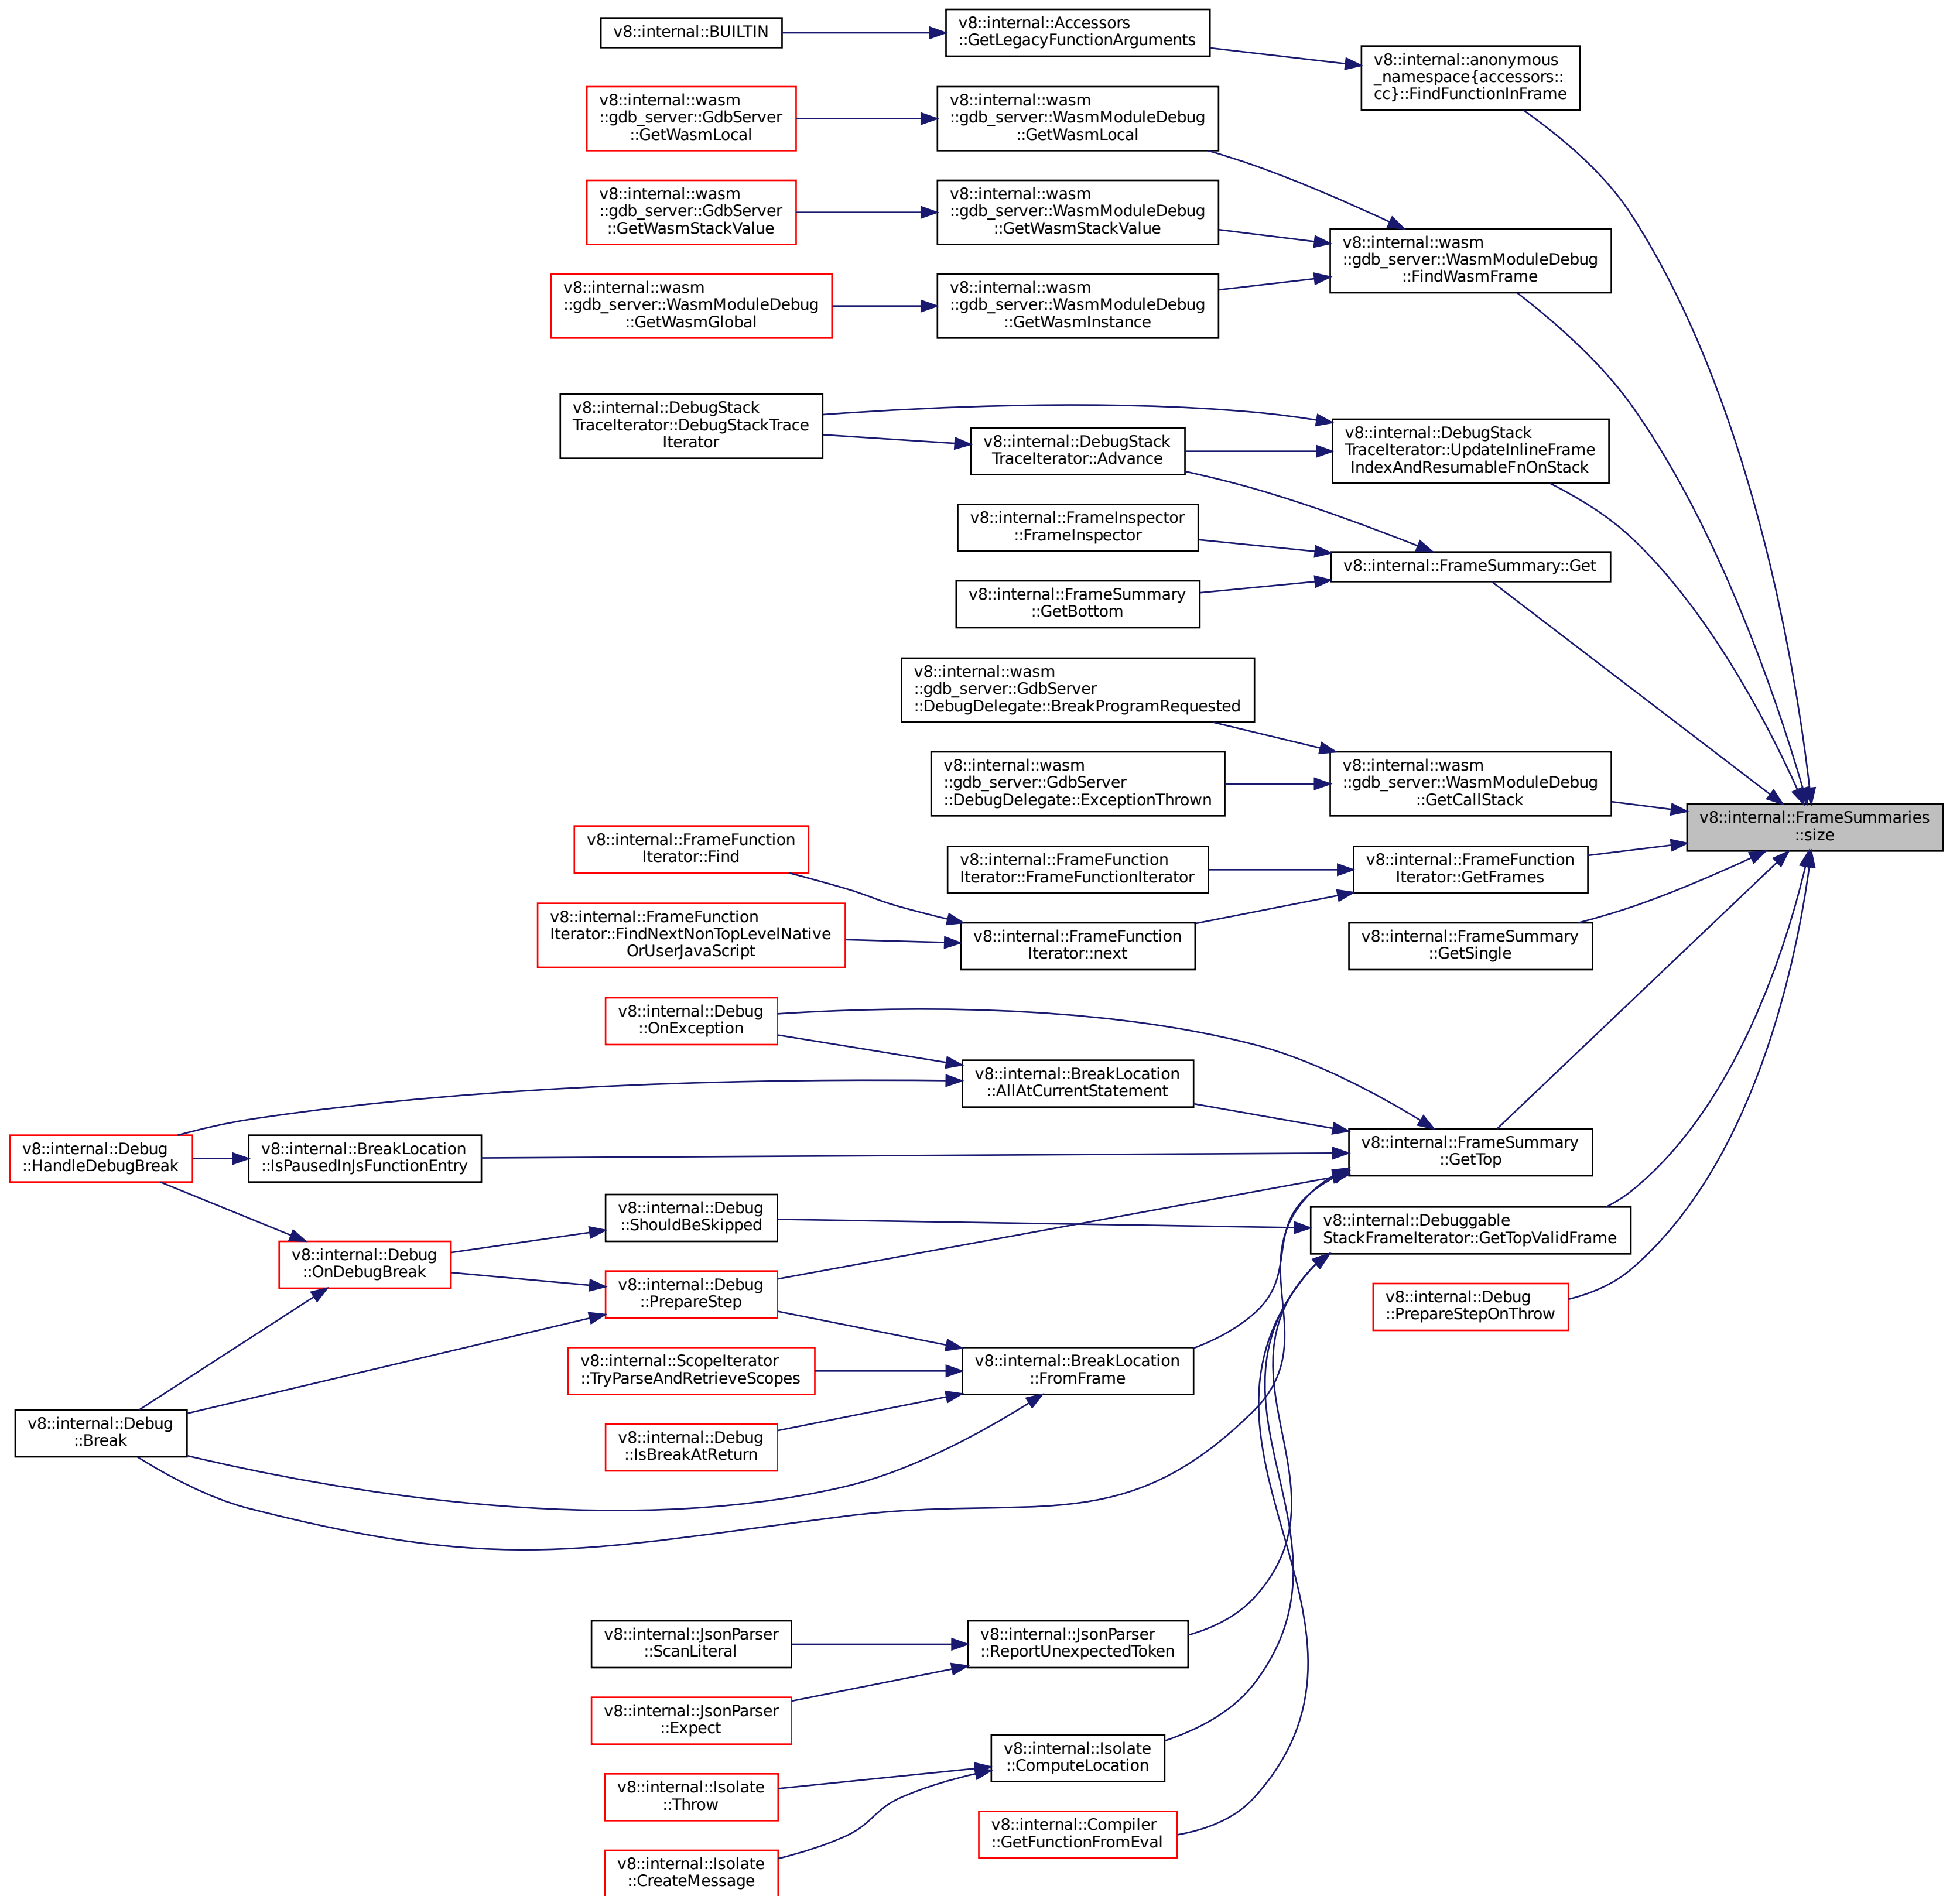 v8::internal::BUILTIN
v8::internal::Accessors
::GetLegacyFunctionArguments
v8::internal::anonymous
_namespace{accessors::
cc}::FindFunctionInFrame
v8::internal::wasm
::gdb_server::GdbServer
::GetWasmLocal
v8::internal::wasm
::gdb_server::WasmModuleDebug
::GetWasmLocal
v8::internal::wasm
::gdb_server::GdbServer
::GetWasmStackValue
v8::internal::wasm
::gdb_server::WasmModuleDebug
::GetWasmStackValue
v8::internal::wasm
::gdb_server::WasmModuleDebug
::FindWasmFrame
v8::internal::wasm
::gdb_server::WasmModuleDebug
::GetWasmGlobal
v8::internal::wasm
::gdb_server::WasmModuleDebug
::GetWasmInstance
v8::internal::DebugStack
TraceIterator::DebugStackTrace
Iterator
v8::internal::DebugStack
TraceIterator::Advance
v8::internal::DebugStack
TraceIterator::UpdateInlineFrame
IndexAndResumableFnOnStack
v8::internal::FrameInspector
::FrameInspector
v8::internal::FrameSummary::Get
v8::internal::FrameSummary
::GetBottom
v8::internal::wasm
::gdb_server::GdbServer
::DebugDelegate::BreakProgramRequested
v8::internal::wasm
::gdb_server::GdbServer
::DebugDelegate::ExceptionThrown
v8::internal::wasm
::gdb_server::WasmModuleDebug
::GetCallStack
v8::internal::FrameSummaries
::size
v8::internal::FrameFunction
Iterator::Find
v8::internal::FrameFunction
Iterator::FrameFunctionIterator
v8::internal::FrameFunction
Iterator::GetFrames
v8::internal::FrameFunction
Iterator::FindNextNonTopLevelNative
OrUserJavaScript
v8::internal::FrameFunction
Iterator::next
v8::internal::FrameSummary
::GetSingle
v8::internal::Debug
::OnException
v8::internal::BreakLocation
::AllAtCurrentStatement
v8::internal::Debug
::HandleDebugBreak
v8::internal::BreakLocation
::IsPausedInJsFunctionEntry
v8::internal::FrameSummary
::GetTop
v8::internal::Debug
::ShouldBeSkipped
v8::internal::Debuggable
StackFrameIterator::GetTopValidFrame
v8::internal::Debug
::OnDebugBreak
v8::internal::Debug
::PrepareStep
v8::internal::Debug
::PrepareStepOnThrow
v8::internal::ScopeIterator
::TryParseAndRetrieveScopes
v8::internal::BreakLocation
::FromFrame
v8::internal::Debug
::Break
v8::internal::Debug
::IsBreakAtReturn
v8::internal::JsonParser
::ScanLiteral
v8::internal::JsonParser
::ReportUnexpectedToken
v8::internal::JsonParser
::Expect
v8::internal::Isolate
::ComputeLocation
v8::internal::Isolate
::Throw
v8::internal::Compiler
::GetFunctionFromEval
v8::internal::Isolate
::CreateMessage